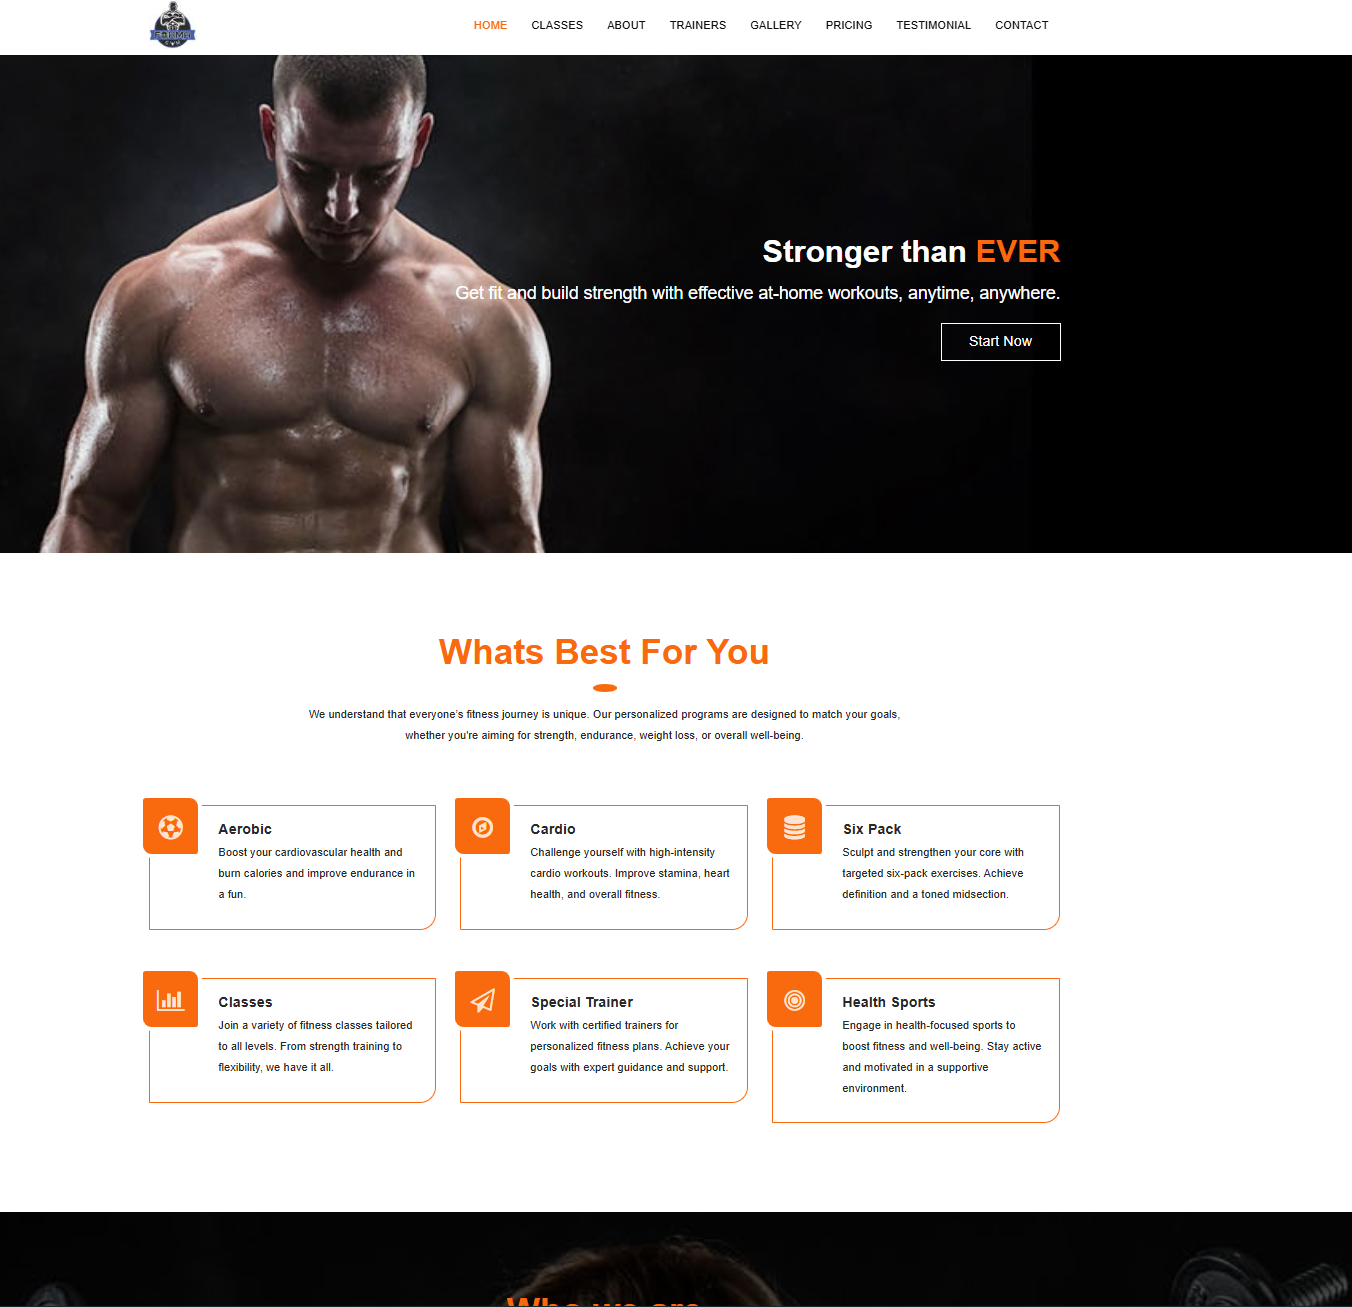 HOME CLASSES ABOUT TRAINERS GALLERY PRICING TESTIMONIAL CONTACT
Stronger than EVER
Get fit and build strength with effective at-home workouts, anytime, anywhere.
Start Now
Whats Best For You
We understand that everyone's fitness journey is unique. Our personalized programs are designed to match your goals,
whether you're aiming for strength, endurance, weight loss, or overall well-being.
Aerobic
Boost your cardiovascular health and
burn calories and improve endurance in
a fun.
Cardio
Challenge yourself with high-intensity
cardio workouts. Improve stamina, heart
health, and overall fitness.
Six Pack
Sculpt and strengthen your core with
targeted six-pack exercises. Achieve
definition and a toned midsection.
Classes
Join a variety of fitness classes tailored
to all levels. From strength training to
flexibility, we have it all.
Special Trainer
Work with certified trainers for
personalized fitness plans. Achieve your
goals with expert guidance and support.
Health Sports
Engage in health-focused sports to
boost fitness and well-being. Stay active
and motivated in a supportive
environment.
Who we are